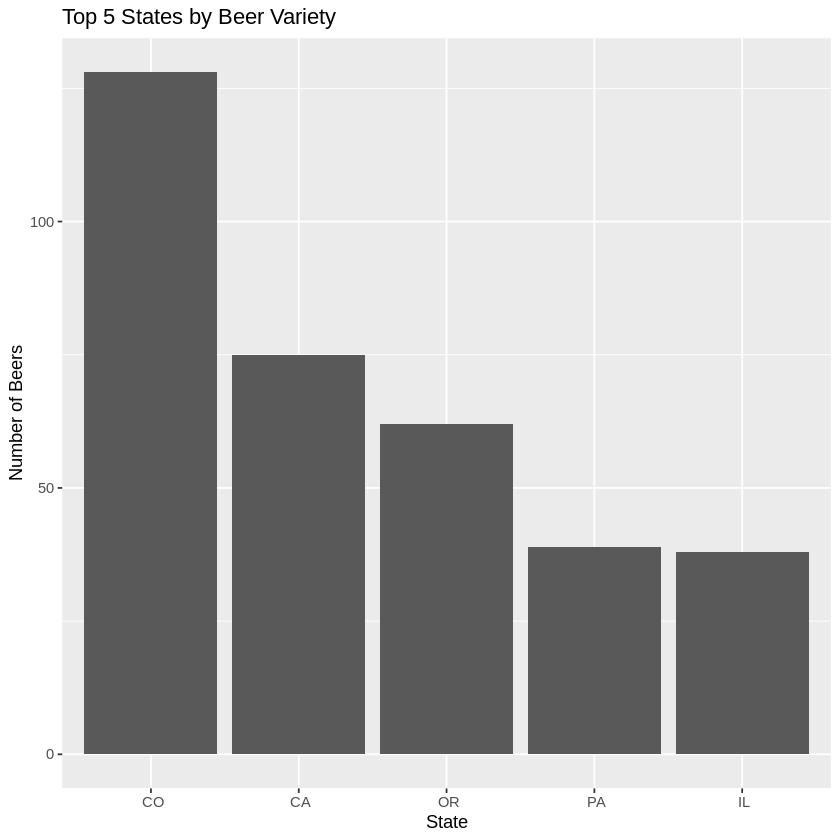 Top 5 States by Beer Variety
Number of Beers
100
50
0
CO CA OR PA IL
State